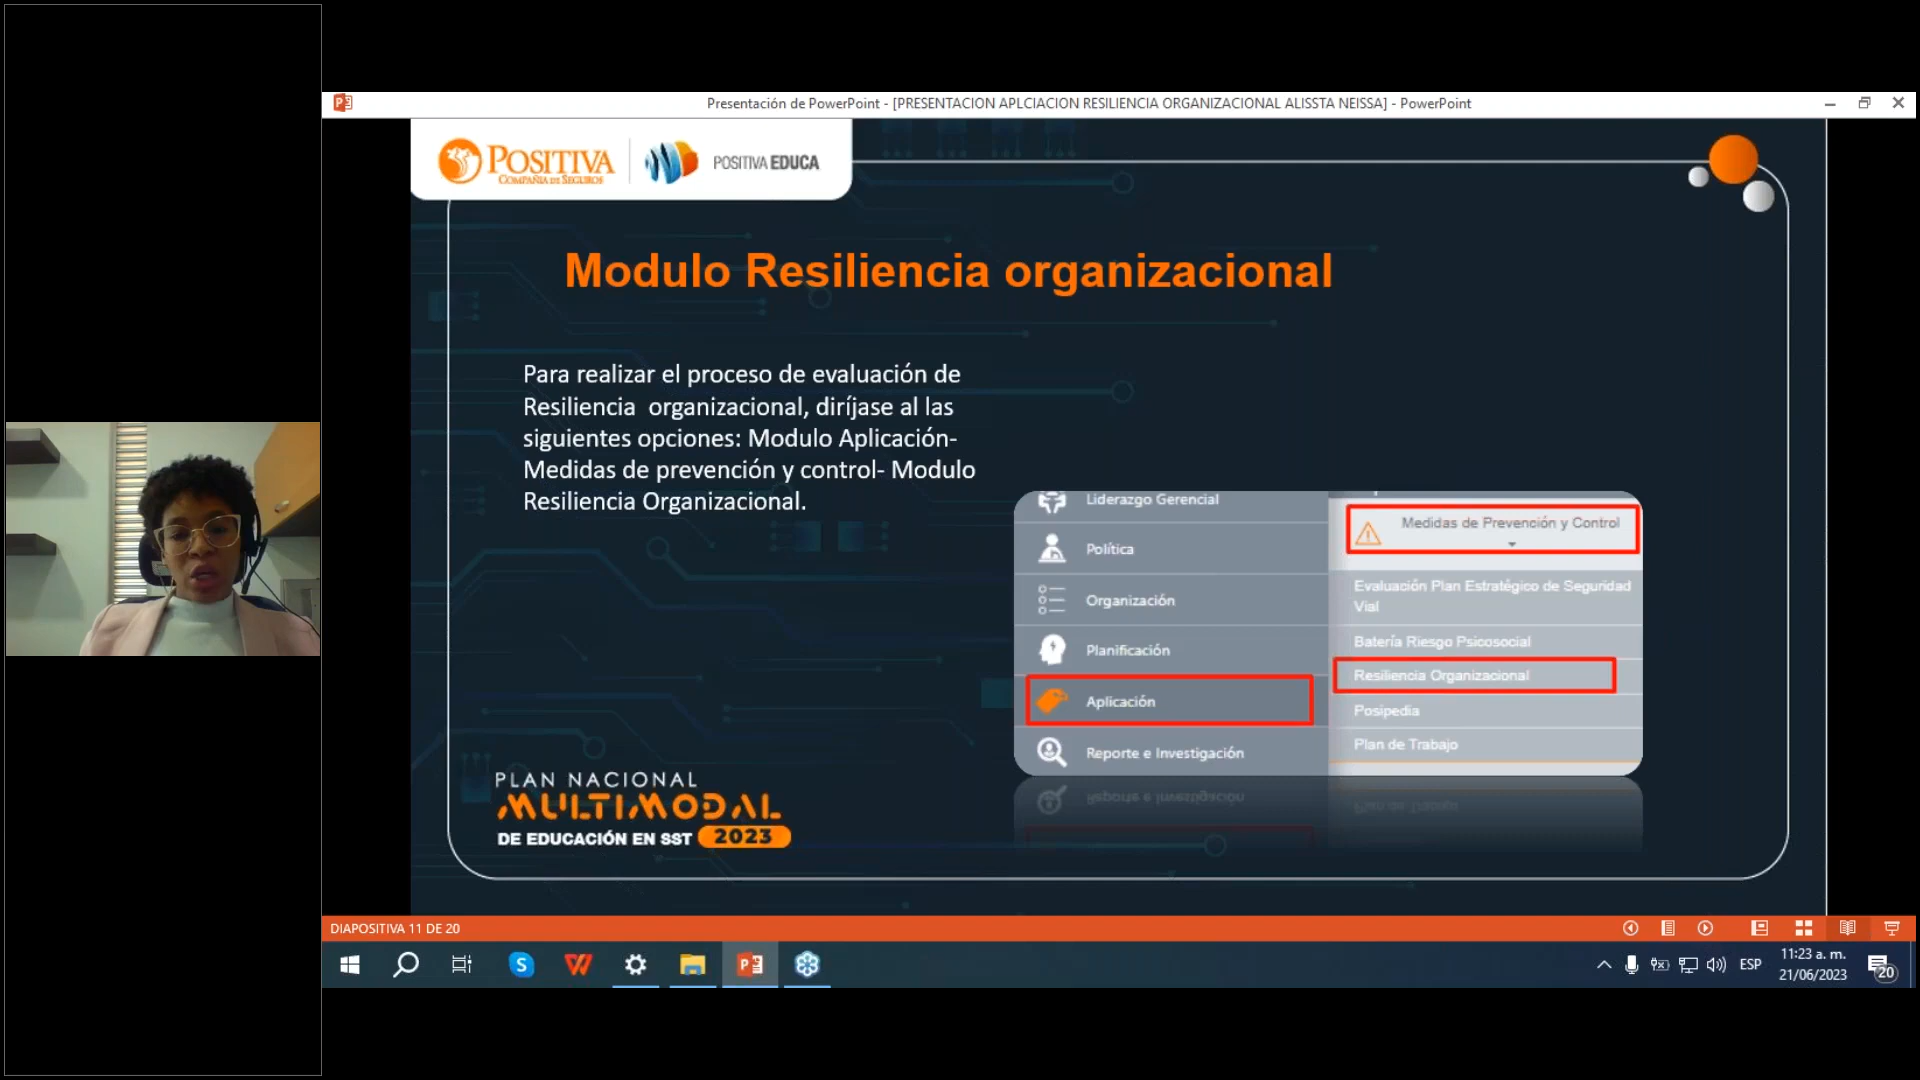 Presentación de PowerPoint - [PRESENTACION APLCIACION RESILIENCIA ORGANIZACIONAL ALISSTA NEISSA] - PowerPoint
POSITIVA
COMPAÑIA DE SEGUROS
POSITIVA EDUCA
Modulo Resiliencia organizacional
Para realizar el proceso de evaluación de
Resiliencia organizacional, diríjase al las
siguientes opciones: Modulo Aplicación-
Medidas de prevención y control- Modulo
Resiliencia Organizacional.
Liderazgo Gerencial
Política
Organización
Planificación
Aplicación
Reporte e Investigación
Medidas de Prevención y Control
Evaluación Plan Estratégico de Seguridad
Vial
Batería Riesgo Psicosocial
Resiliencia Organizacional
Posipedia
Plan de Trabajo
PLAN NACIONAL
MULTIMODAL
DE EDUCACIÓN EN SST 2023
DIAPOSITIVA 11 DE 20
ESP
11:23 a. m.
21/06/2023
20